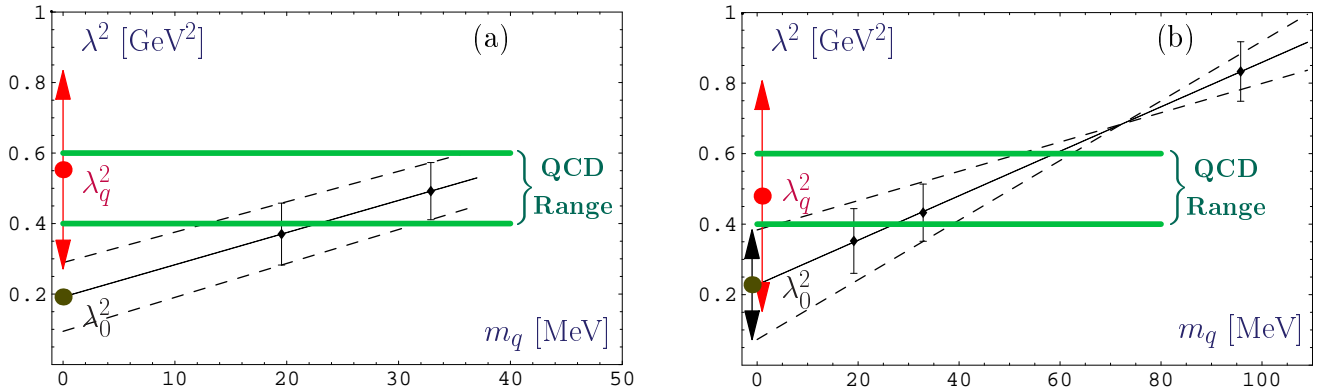 λ² [GeV²]
(a)
1
0.8
0.6
0.4
0.2
λ_q²
λ_0²
QCD
Range
m_q [MeV]
0 10 20 30 40 50
λ² [GeV²]
(b)
1
0.8
0.6
0.4
0.2
λ_q²
λ_0²
QCD
Range
m_q [MeV]
0 20 40 60 80 100